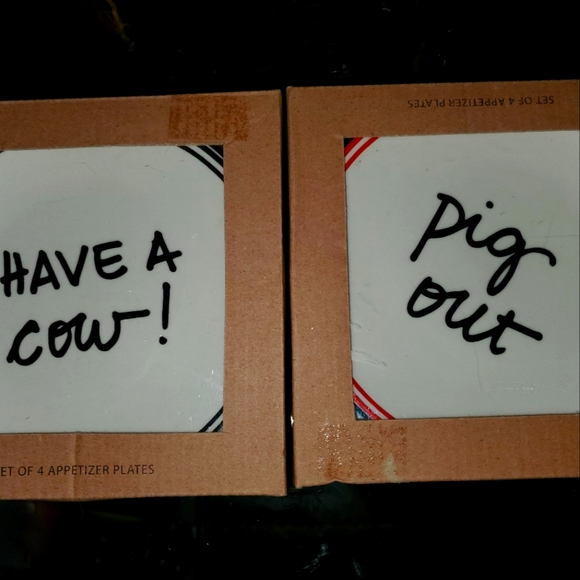 HAVE A
cow!
ET OF 4 APPETIZER PLATES
SET OF 4 APPETIZER PLATES
pig
out